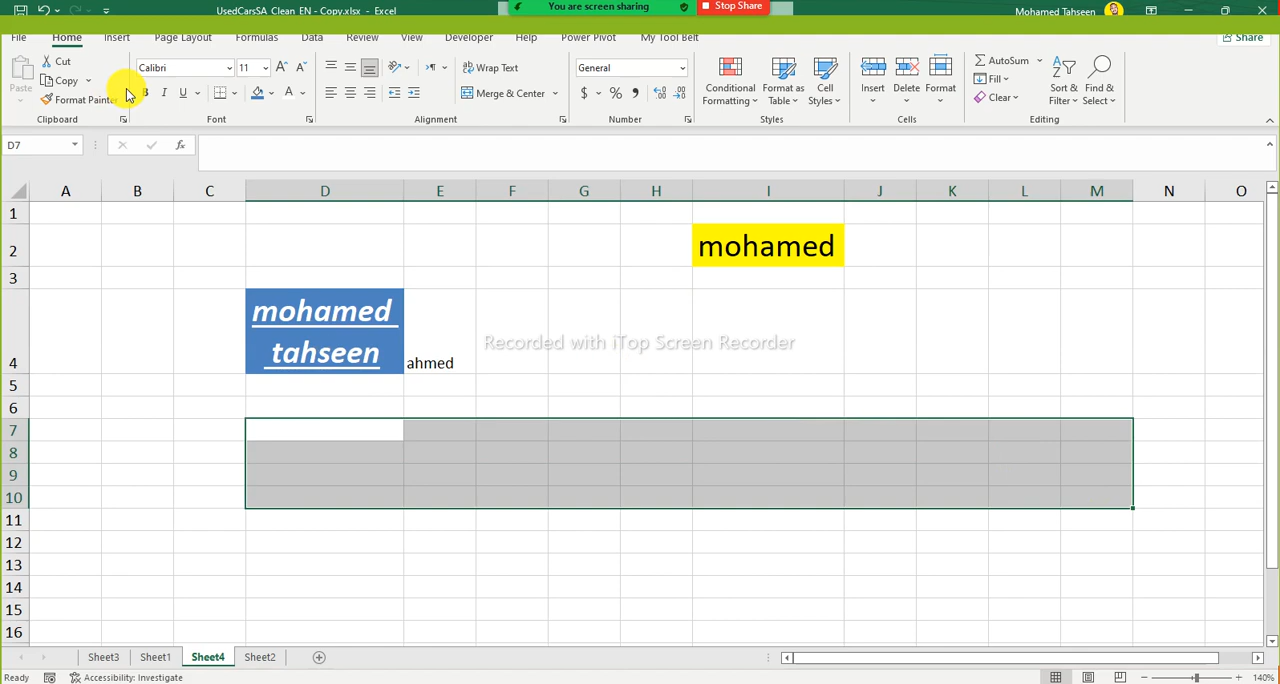 UsedCarsSA_Clean_EN - Copy.xlsx - Excel
You are screen sharing
Stop Share
Mohamed Tahseen
File Home Insert Page Layout Formulas Data Review View Developer Help Power Pivot My Tool Belt
Share
Paste
Cut
Copy
Format Painter
Clipboard
Calibri 11
B I U A
Font
Wrap Text
Merge & Center
Alignment
General
$ % 9
Number
Conditional Formatting
Format as Table
Cell Styles
Styles
Insert
Delete
Format
Cells
AutoSum
Fill
Clear
Sort & Filter
Find & Select
Editing
D7
fx
A B C D E F G H I J K L M N O
1
2
mohamed
3
mohamed
tahseen
4
ahmed
Recorded with iTop Screen Recorder
5
6
7
8
9
10
11
12
13
14
15
16
Sheet3 Sheet1 Sheet4 Sheet2
Ready
Accessibility: Investigate
140%